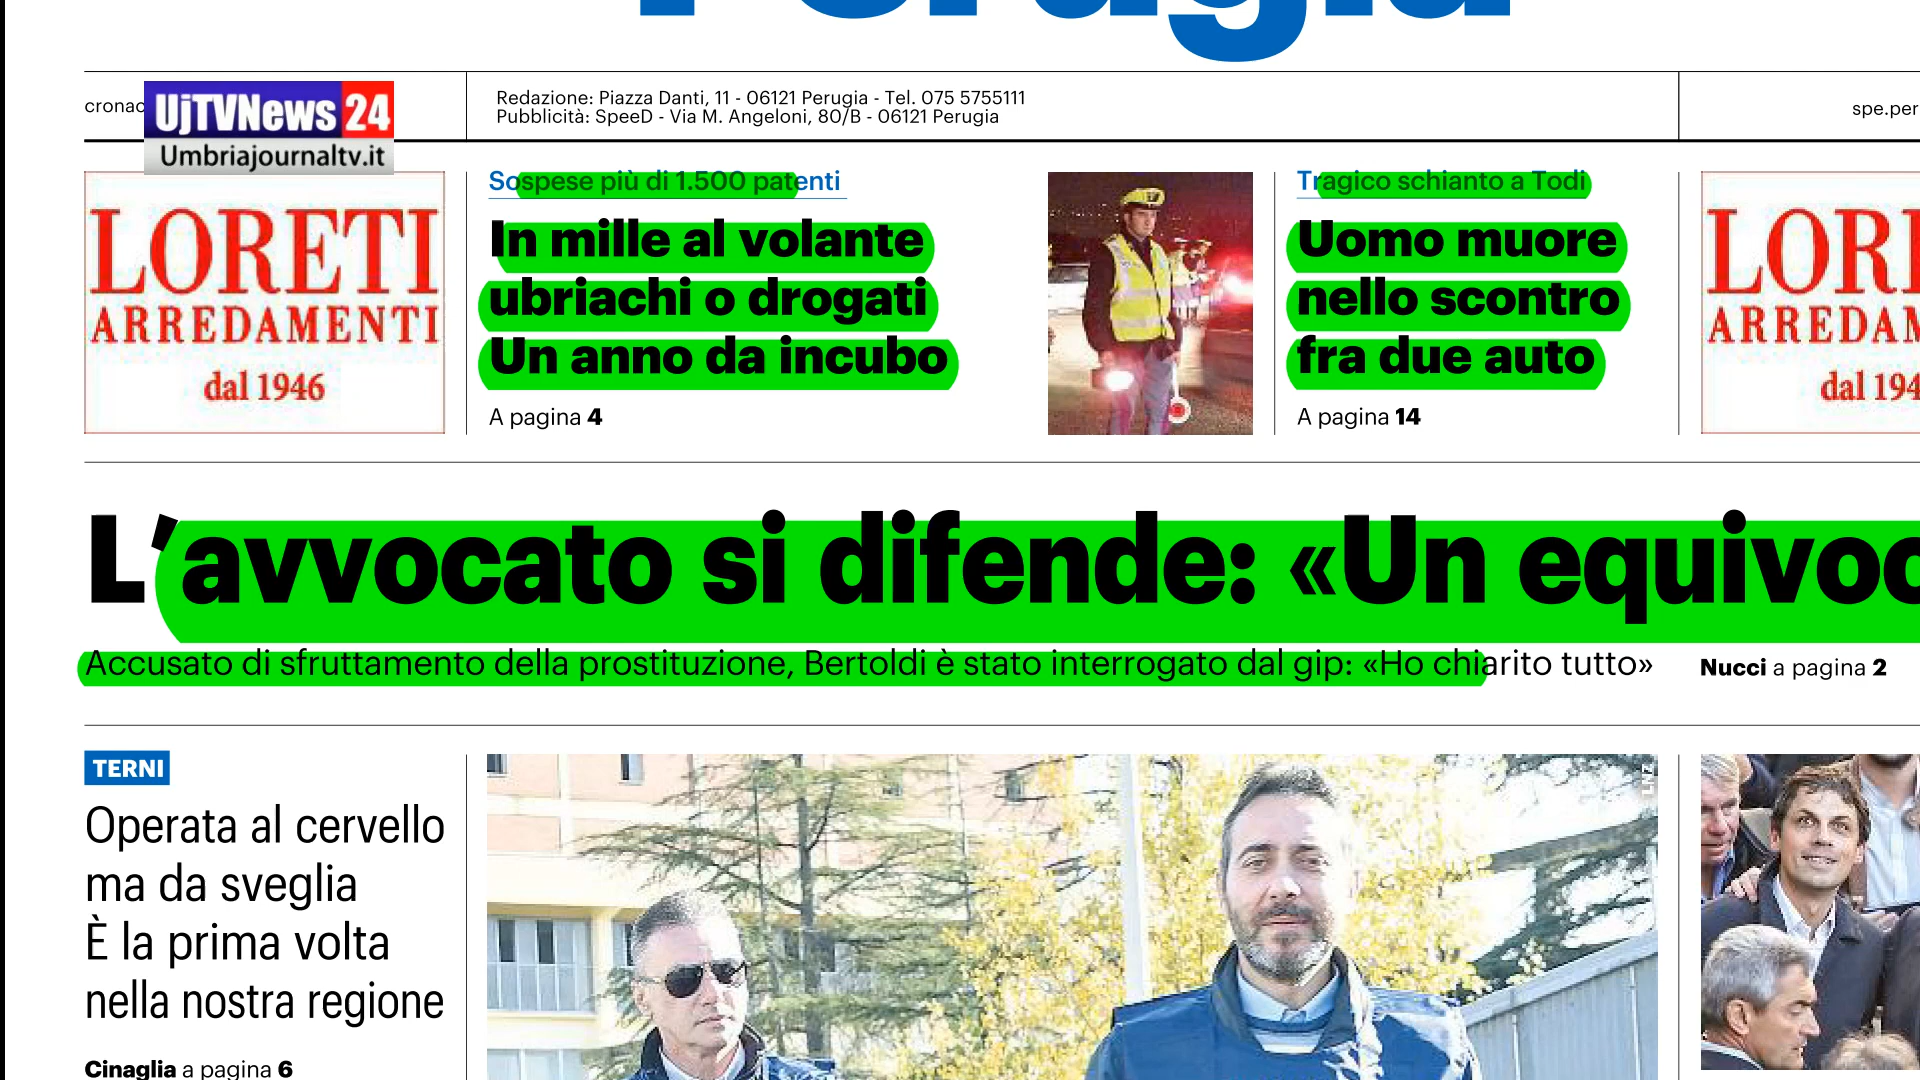 Perugia
cronac
UjTVNews 24
Umbriajournaltv.it
Redazione: Piazza Danti, 11 - 06121 Perugia - Tel. 075 5755111
Pubblicità: SpeeD - Via M. Angeloni, 80/B - 06121 Perugia
spe.per
LORETI
ARREDAMENTI
dal 1946
Sospese più di 1.500 patenti
In mille al volante
ubriachi o drogati
Un anno da incubo
A pagina 4
Tragico schianto a Todi
Uomo muore
nello scontro
fra due auto
A pagina 14
LORE
ARREDAM
dal 194
L’avvocato si difende: «Un equivoc
Accusato di sfruttamento della prostituzione, Bertoldi è stato interrogato dal gip: «Ho chiarito tutto»
Nucci a pagina 2
TERNI
Operata al cervello
ma da sveglia
È la prima volta
nella nostra regione
Cinaglia a pagina 6